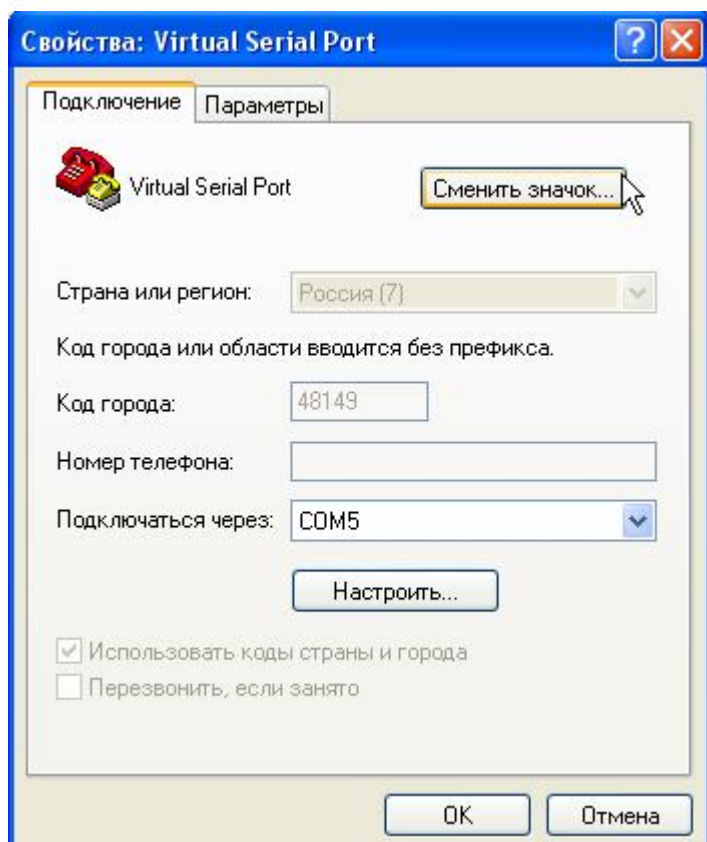 Свойства: Virtual Serial Port
Подключение Параметры
Virtual Serial Port Сменить значок...
Страна или регион: Россия (7)
Код города или области вводится без префикса.
Код города: 48149
Номер телефона:
Подключаться через: COM5
Настроить...
Использовать коды страны и города
Перезвонить, если занято
OK Отмена